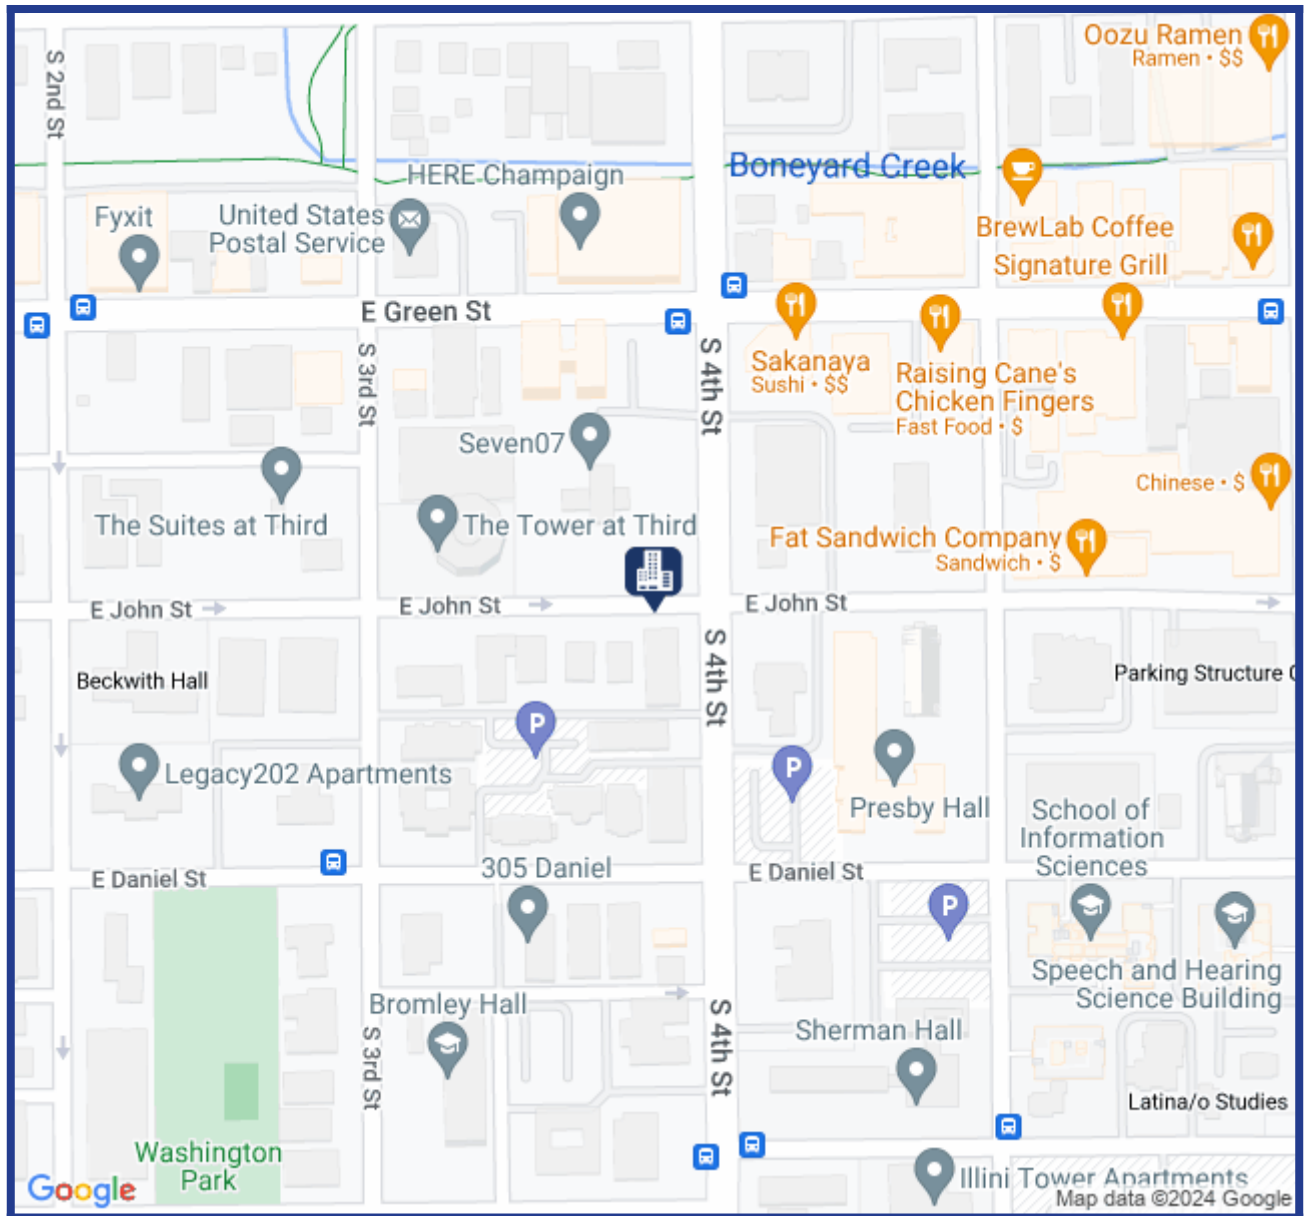 Oozu Ramen
Ramen • $$
S 2nd St
Boneyard Creek
HERE Champaign
Fyxit
United States
Postal Service
BrewLab Coffee
Signature Grill
E Green St
S 3rd St
S 4th St
Sakanaya
Sushi • $$
Raising Cane's
Chicken Fingers
Fast Food • $
Seven07
Chinese • $
The Suites at Third
The Tower at Third
Fat Sandwich Company
Sandwich • $
E John St
E John St
E John St
S 4th St
Beckwith Hall
Parking Structure
P
P
Legacy202 Apartments
Presby Hall
School of
Information
Sciences
305 Daniel
E Daniel St
E Daniel St
P
Speech and Hearing
Science Building
Bromley Hall
Sherman Hall
S 3rd St
S 4th St
Latina/o Studies
Washington
Park
Illini Tower Apartments
Google
Map data ©2024 Google